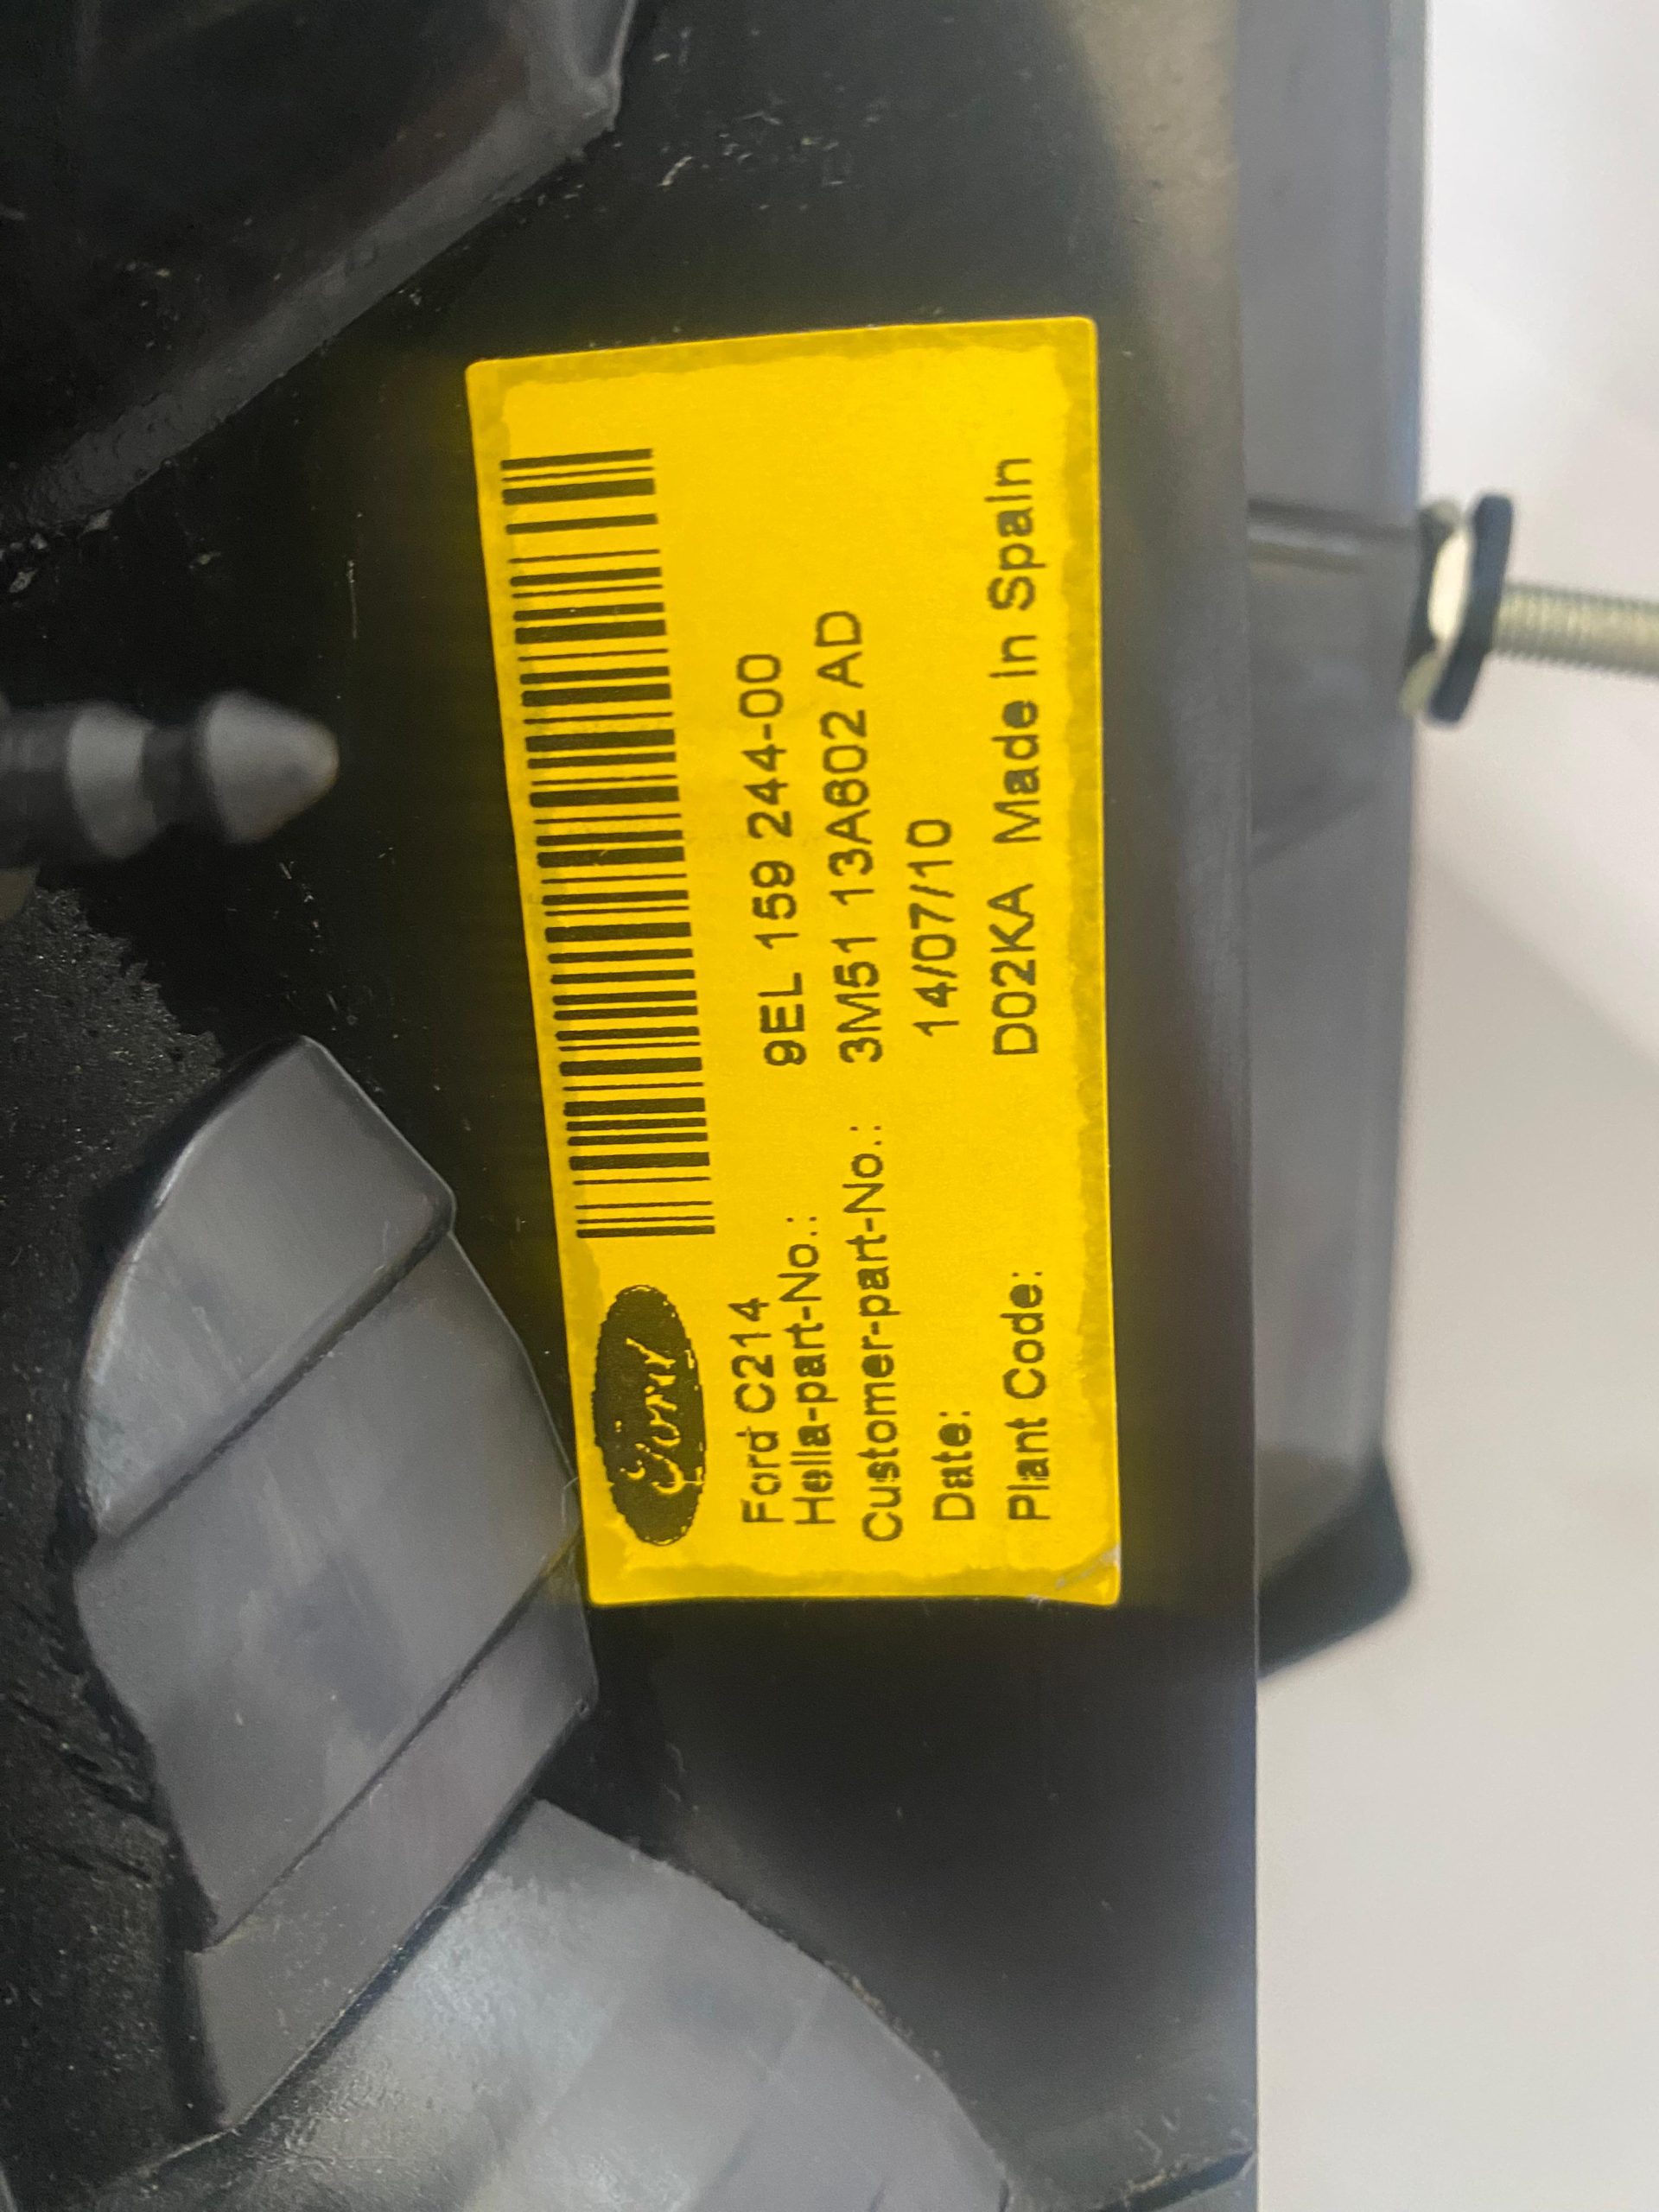 Ford
Ford C214
Hella-part-No.: 9EL 159 244-00
Customer-part-No.: 3M51 13A602 AD
Date: 14/07/10
Plant Code: D02KA Made In Spain